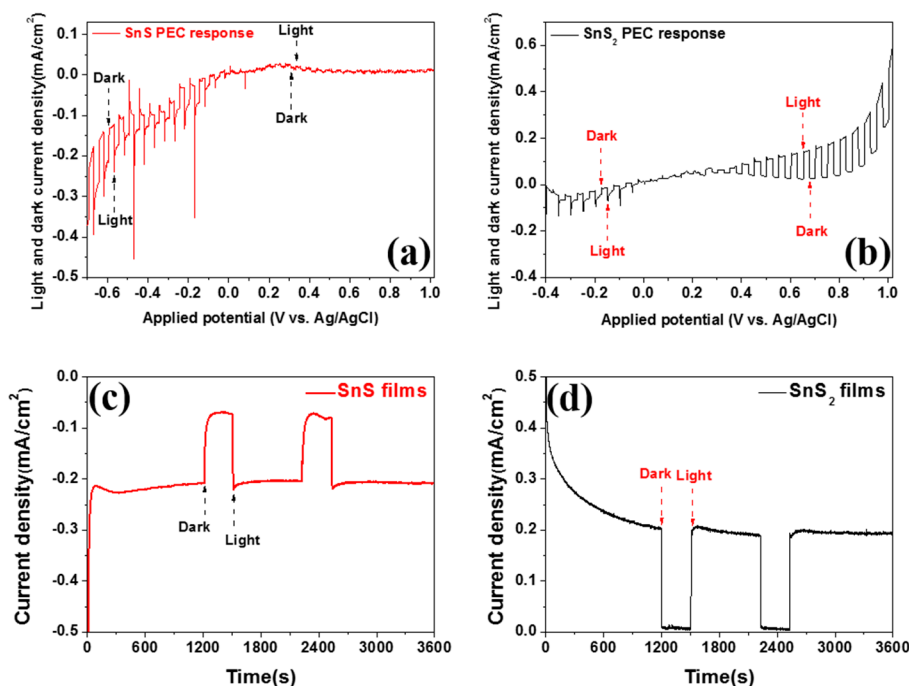 Light and dark current density(mA/cm²)
0.1
0.0
-0.1
-0.2
-0.3
-0.4
-0.5
SnS PEC response
Light
Dark
Dark
Light
(a)
-0.6 -0.4 -0.2 0.0 0.2 0.4 0.6 0.8 1.0
Applied potential (V vs. Ag/AgCl)
Light and dark current density(mA/cm²)
0.6
0.4
0.2
0.0
-0.2
-0.4
SnS₂ PEC response
Light
Dark
Light
Dark
(b)
-0.4 -0.2 0.0 0.2 0.4 0.6 0.8 1.0
Applied potential (V vs. Ag/AgCl)
Current density(mA/cm²)
0.0
-0.1
-0.2
-0.3
-0.4
-0.5
(c)
SnS films
Dark
Light
0 600 1200 1800 2400 3000 3600
Time(s)
Current density(mA/cm²)
0.5
0.4
0.3
0.2
0.1
0.0
(d)
SnS₂ films
Dark Light
0 600 1200 1800 2400 3000 3600
Time(s)